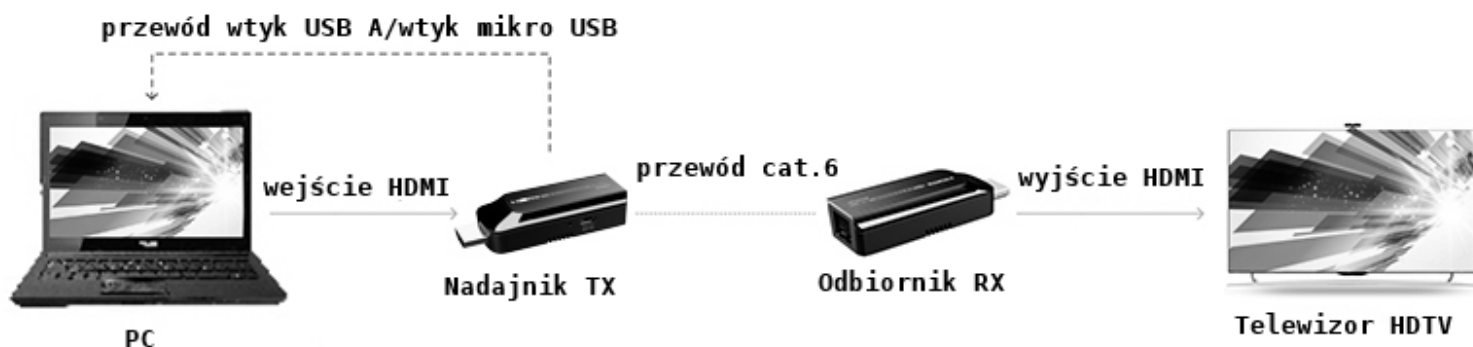 przewód wtyk USB A/wtyk mikro USB
wejście HDMI
przewód cat.6
wyjście HDMI
Nadajnik TX
Odbiornik RX
PC
Telewizor HDTV